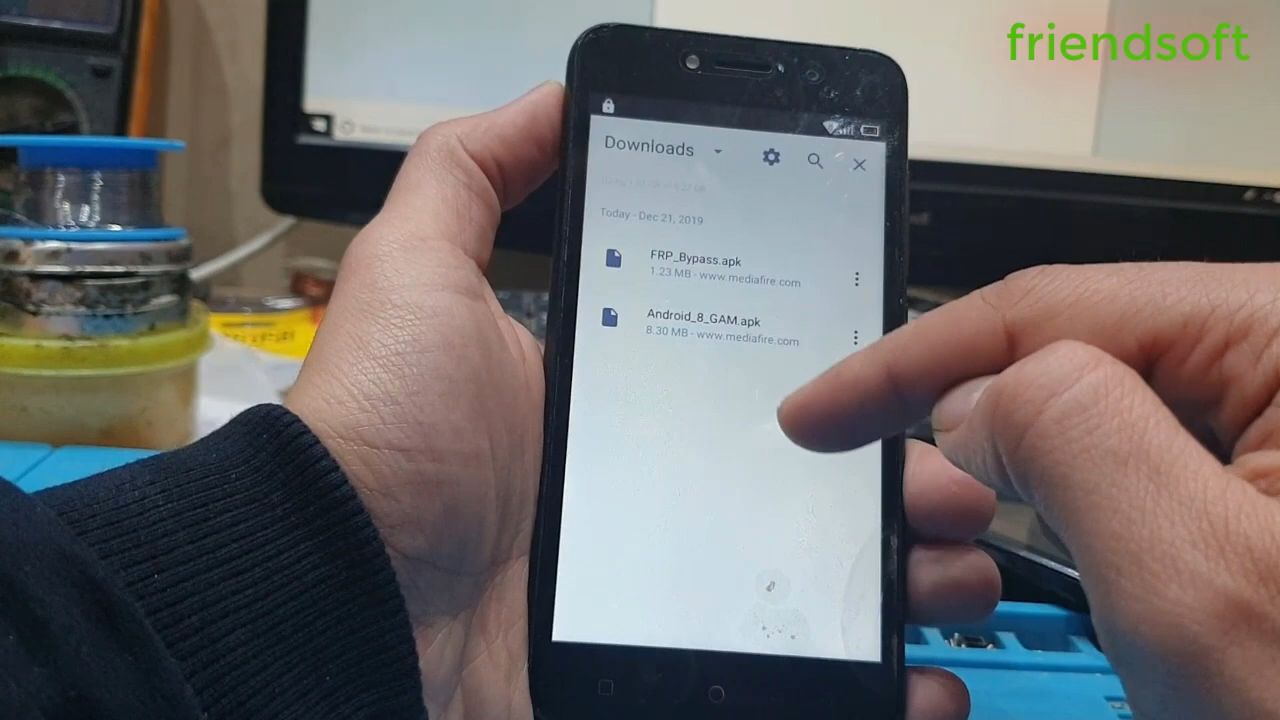 friendsoft
Downloads
Today - Dec 21, 2019
FRP_Bypass.apk
1.23 MB - www.mediafire.com
Android_8_GAM.apk
8.30 MB - www.mediafire.com